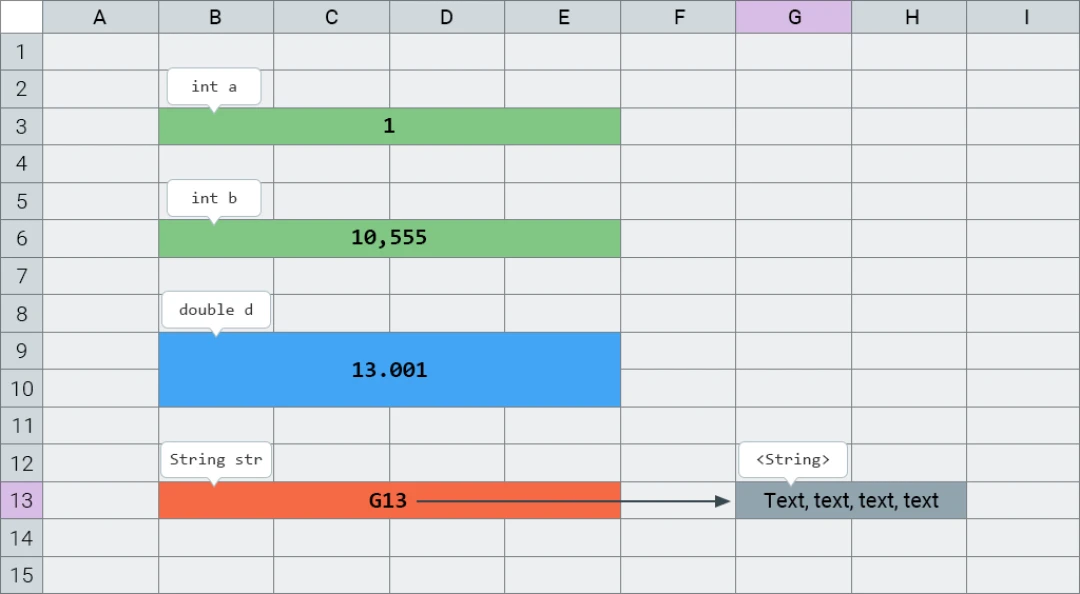 A B C D E F G H I
1
2 int a
3 1
4
5 int b
6 10,555
7
8 double d
9
13.001
10
11
12 String str <String>
13 G13 Text, text, text, text
14
15